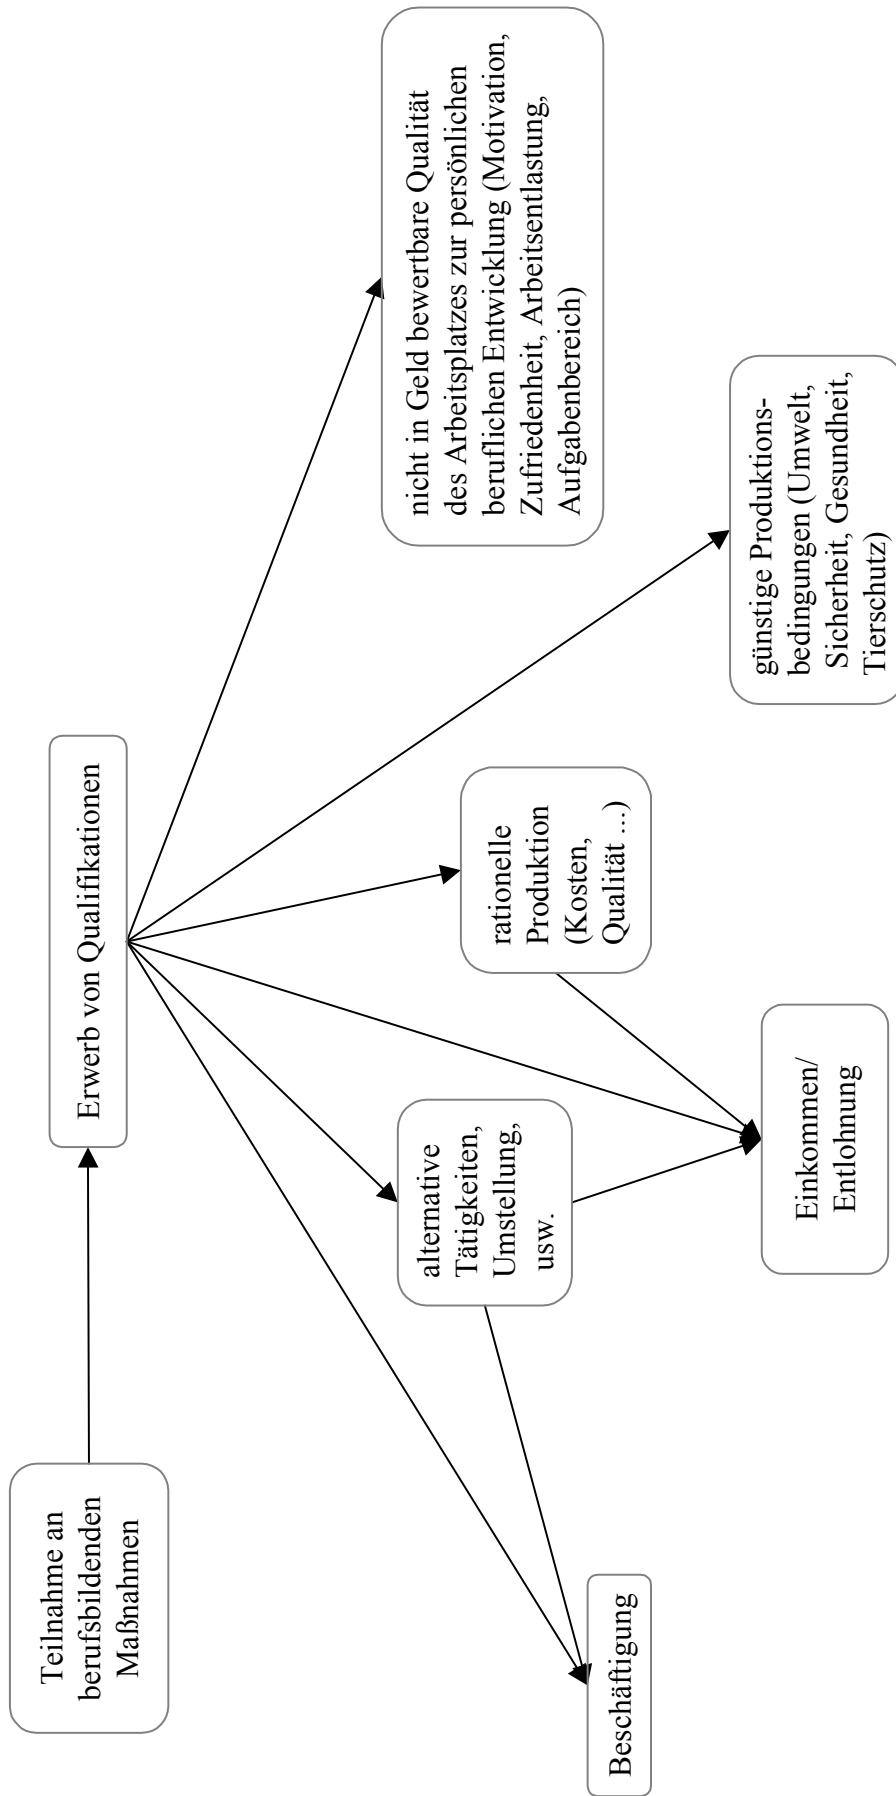 Teilnahme an
berufsbildenden
Maßnahmen
Erwerb von Qualifikationen
Beschäftigung
alternative
Tätigkeiten,
Umstellung,
usw.
Einkommen/
Entlohnung
rationelle
Produktion
(Kosten,
Qualität ...)
günstige Produktions-
bedingungen (Umwelt,
Sicherheit, Gesundheit,
Tierschutz)
nicht in Geld bewertbare Qualität
des Arbeitsplatzes zur persönlichen
beruflichen Entwicklung (Motivation,
Zufriedenheit, Arbeitsentlastung,
Aufgabenbereich)